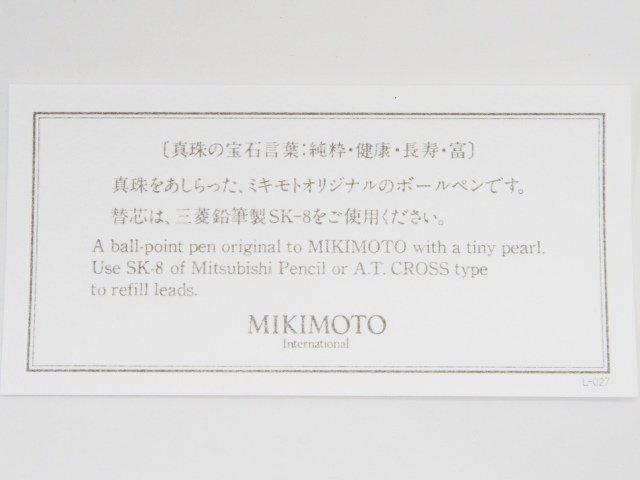 〔真珠の宝石言葉:純粋・健康・長寿・富〕
真珠をあしらった、ミキモトオリジナルのボールペンです。
替芯は、三菱鉛筆製SK-8をご使用ください。
A ball-point pen original to MIKIMOTO with a tiny pearl.
Use SK-8 of Mitsubishi Pencil or A.T. CROSS type
to refill leads.
MIKIMOTO
International
L-027